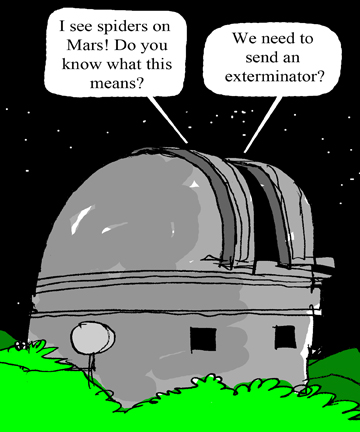 I see spiders on
Mars! Do you
know what this
means?
We need to
send an
exterminator?